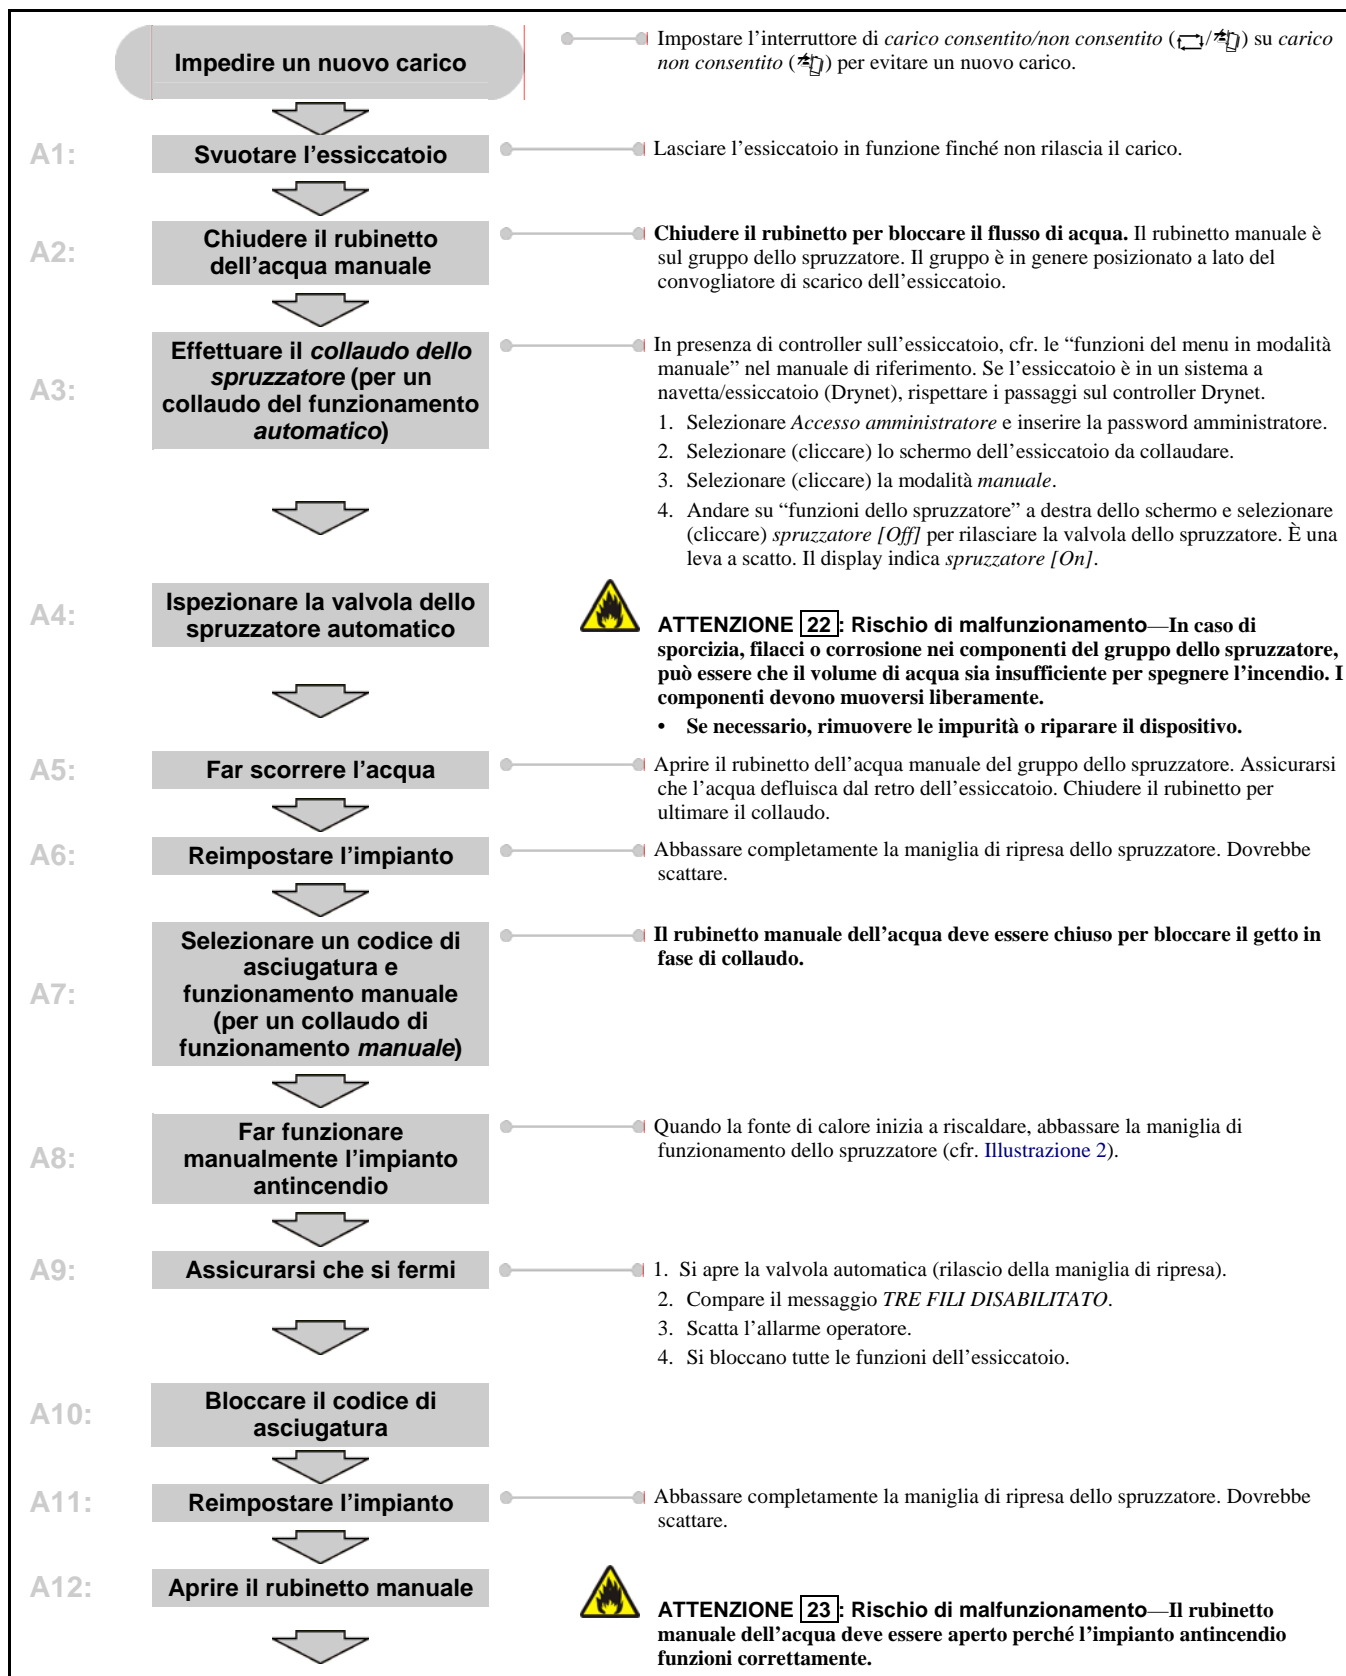 Impedire un nuovo carico
Impostare l'interruttore di carico consentito/non consentito (/) su carico
non consentito () per evitare un nuovo carico.
A1:
Svuotare l'essiccatoio
Lasciare l'essiccatoio in funzione finché non rilascia il carico.
A2:
Chiudere il rubinetto
dell'acqua manuale
Chiudere il rubinetto per bloccare il flusso di acqua. Il rubinetto manuale è
sul gruppo dello spruzzatore. Il gruppo è in genere posizionato a lato del
convogliatore di scarico dell'essiccatoio.
A3:
Effettuare il collaudo dello
spruzzatore (per un
collaudo del funzionamento
automatico)
In presenza di controller sull'essiccatoio, cfr. le “funzioni del menu in modalità
manuale” nel manuale di riferimento. Se l'essiccatoio è in un sistema a
navetta/essiccatoio (Drynet), rispettare i passaggi sul controller Drynet.
1. Selezionare Accesso amministratore e inserire la password amministratore.
2. Selezionare (cliccare) lo schermo dell'essiccatoio da collaudare.
3. Selezionare (cliccare) la modalità manuale.
4. Andare su “funzioni dello spruzzatore” a destra dello schermo e selezionare
(cliccare) spruzzatore [Off] per rilasciare la valvola dello spruzzatore. È una
leva a scatto. Il display indica spruzzatore [On].
A4:
Ispezionare la valvola dello
spruzzatore automatico
ATTENZIONE 22: Rischio di malfunzionamento—In caso di
sporcizia, filacci o corrosione nei componenti del gruppo dello spruzzatore,
può essere che il volume di acqua sia insufficiente per spegnere l'incendio. I
componenti devono muoversi liberamente.
• Se necessario, rimuovere le impurità o riparare il dispositivo.
A5:
Far scorrere l'acqua
Aprire il rubinetto dell'acqua manuale del gruppo dello spruzzatore. Assicurarsi
che l'acqua defluisca dal retro dell'essiccatoio. Chiudere il rubinetto per
ultimare il collaudo.
A6:
Reimpostare l'impianto
Abbassare completamente la maniglia di ripresa dello spruzzatore. Dovrebbe
scattare.
A7:
Selezionare un codice di
asciugatura e
funzionamento manuale
(per un collaudo di
funzionamento manuale)
Il rubinetto manuale dell'acqua deve essere chiuso per bloccare il getto in
fase di collaudo.
A8:
Far funzionare
manualmente l'impianto
antincendio
Quando la fonte di calore inizia a riscaldare, abbassare la maniglia di
funzionamento dello spruzzatore (cfr. Illustrazione 2).
A9:
Assicurarsi che si fermi
1. Si apre la valvola automatica (rilascio della maniglia di ripresa).
2. Compare il messaggio TRE FILI DISABILITATO.
3. Scatta l'allarme operatore.
4. Si bloccano tutte le funzioni dell'essiccatoio.
A10:
Bloccare il codice di
asciugatura
A11:
Reimpostare l'impianto
Abbassare completamente la maniglia di ripresa dello spruzzatore. Dovrebbe
scattare.
A12:
Aprire il rubinetto manuale
ATTENZIONE 23: Rischio di malfunzionamento—Il rubinetto
manuale dell'acqua deve essere aperto perché l'impianto antincendio
funzioni correttamente.